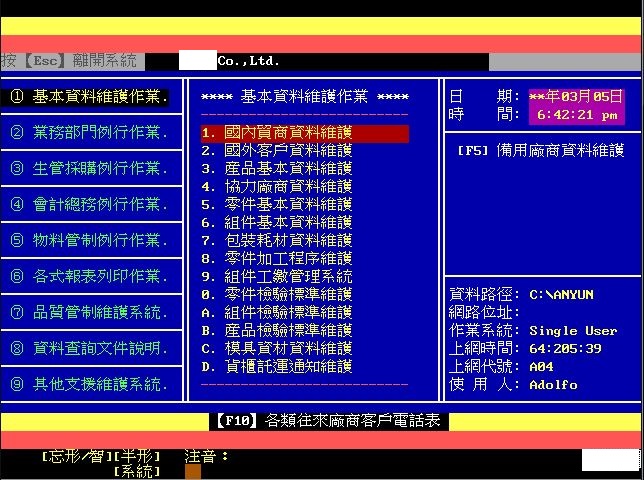 按【Esc】離開系統
Co.,Ltd.
① 基本資料維護作業.
② 業務部門例行作業.
③ 生管採購例行作業.
④ 會計總務例行作業.
⑤ 物料管制例行作業.
⑥ 各式報表列印作業.
⑦ 品質管制維護系統.
⑧ 資料查詢文件說明.
⑨ 其他支援維護系統.
**** 基本資料維護作業 ****
1. 國內貿商資料維護
2. 國外客戶資料維護
3. 産品基本資料維護
4. 協力廠商資料維護
5. 零件基本資料維護
6. 組件基本資料維護
7. 包裝耗材資料維護
8. 零件加工程序維護
9. 組件工繳管理系統
0. 零件檢驗標準維護
A. 組件檢驗標準維護
B. 産品檢驗標準維護
C. 模具資材資料維護
D. 貨櫃託運通知維護
日 期: **年03月05日
時 間: 6:42:21 pm
[F5] 備用廠商資料維護
資料路徑: C:\ANYUN
網路位址:
作業系統: Single User
上網時間: 64:205:39
上網代號: A04
使 用 人: Adolfo
【F10】各類往來廠商客戶電話表
[忘形/智][半形] 注音：
[系統]